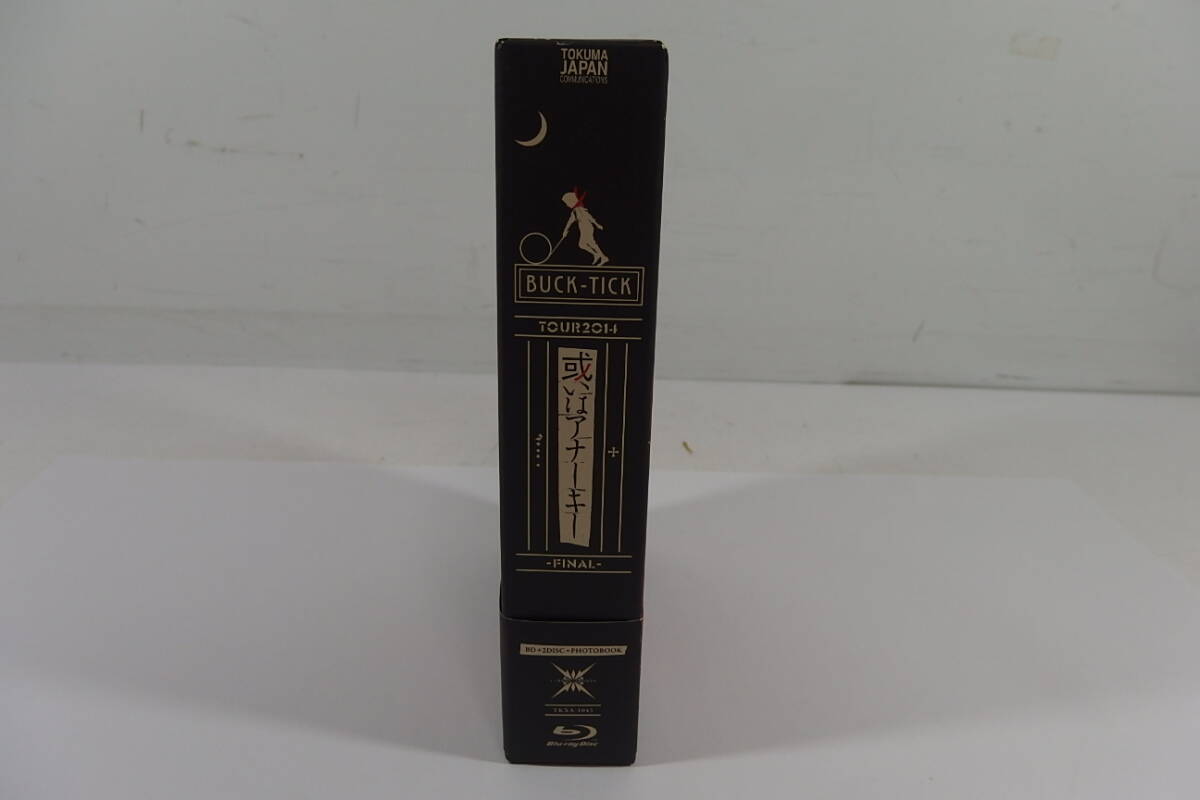 TOKUMA
JAPAN
COMMUNICATIONS
BUCK-TICK
TOUR2014
或いはアナーキー
-FINAL-
BD+2DISC+PHOTOBOOK
Blu-ray Disc